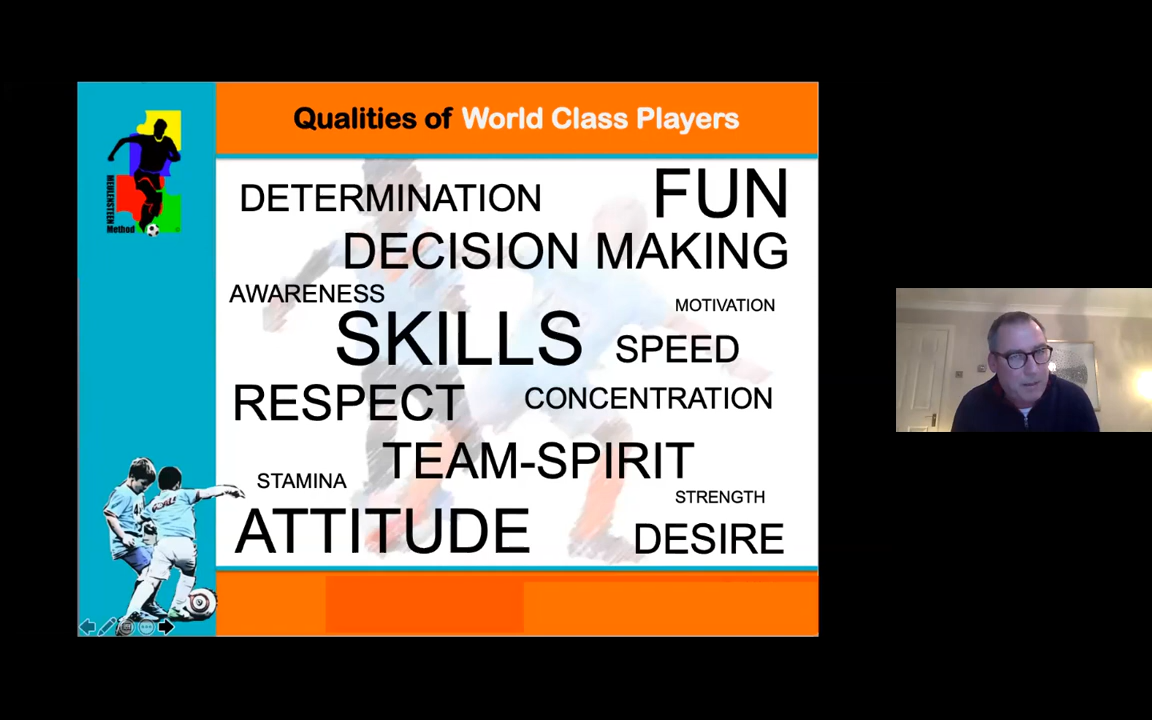 Qualities of World Class Players
MEULENSTEEN
Method
DETERMINATION
FUN
DECISION MAKING
AWARENESS
MOTIVATION
SKILLS
SPEED
RESPECT
CONCENTRATION
TEAM-SPIRIT
STAMINA
STRENGTH
ATTITUDE
DESIRE